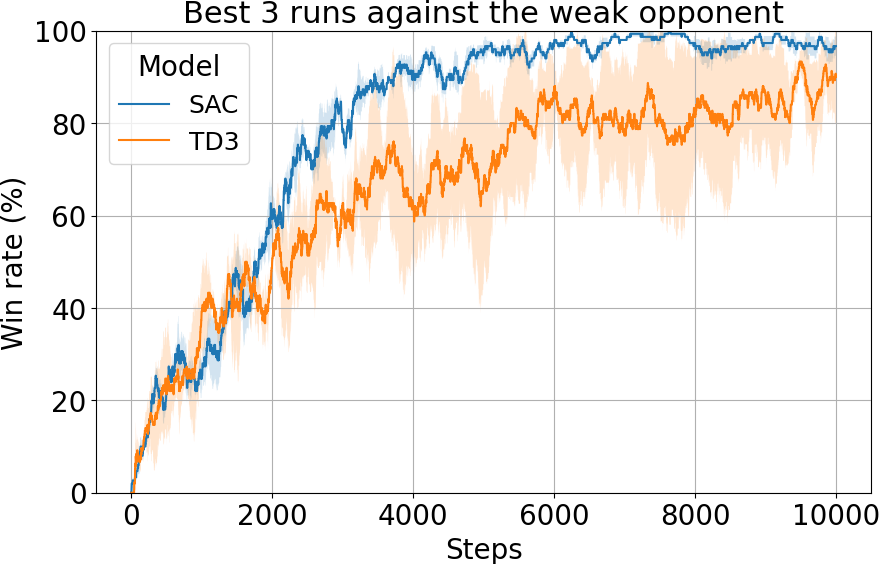 Best 3 runs against the weak opponent
Model
SAC
TD3
Win rate (%)
100
80
60
40
20
0
0 2000 4000 6000 8000 10000
Steps